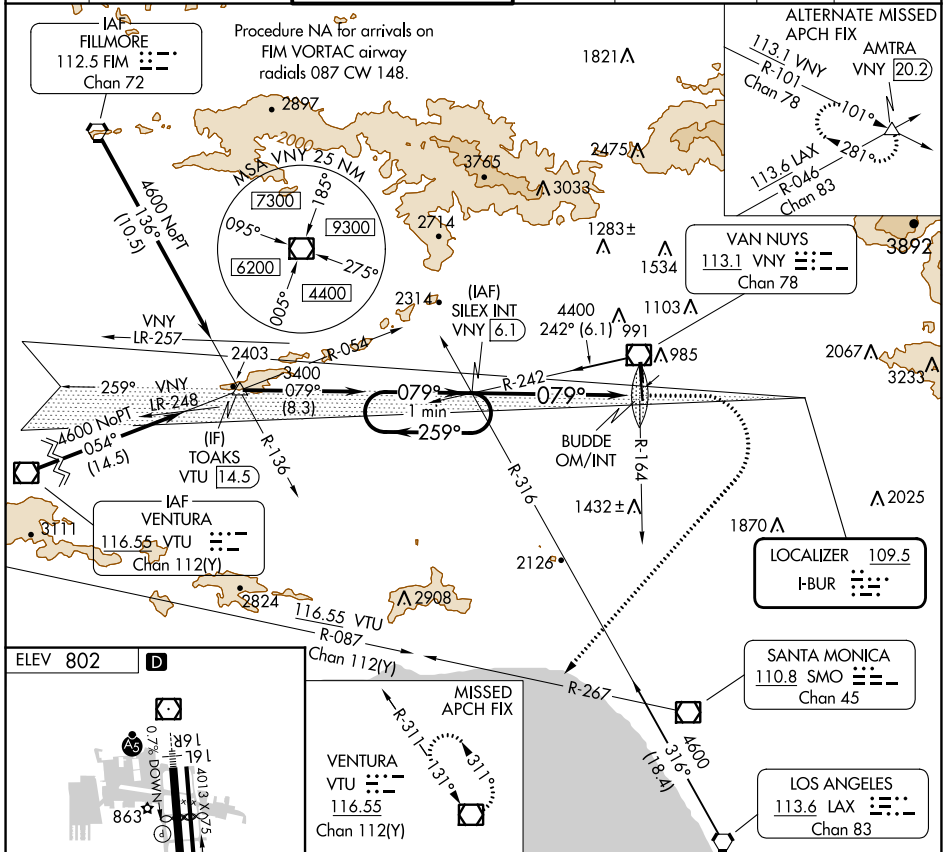 IAF
FILLMORE
112.5 FIM
Chan 72
Procedure NA for arrivals on
FIM VORTAC airway
radials 087 CW 148.
1821
ALTERNATE MISSED
APCH FIX
AMTRA
VNY 20.2
113.1 VNY
R-101
Chan 78
101°
281°
113.6 LAX
R-046
Chan 83
2897
2000
3765
2475
3033
MSA VNY 25 NM
7300
185°
095°
9300
6200
275°
4400
005°
4600 NoPT
136°
(10.5)
2714
1283±
1534
VAN NUYS
113.1 VNY
Chan 78
3892
2314
(IAF)
SILEX INT
VNY 6.1
4400
242° (6.1)
991
1103
985
2067
3233
VNY
LR-257
2403
R-054
3400
079°
(8.3)
R-242
079°
079°
1 min
259°
259°
VNY
LR-248
4600 NoPT
054°
(14.5)
(IF)
TOAKS
VTU 14.5
R-136
BUDDE
OM/INT
R-164
R-316
1432±
2025
1870
IAF
VENTURA
116.55 VTU
Chan 112(Y)
3111
2824
2908
2126
LOCALIZER 109.5
I-BUR
116.55 VTU
R-087
Chan 112(Y)
R-267
SANTA MONICA
110.8 SMO
Chan 45
4600
316°
(18.4)
LOS ANGELES
113.6 LAX
Chan 83
ELEV 802
D
A5
0.7% DOWN
16R
16L
4013 X 75
863
P
MISSED
APCH FIX
R-311
131°
311°
VENTURA
VTU
116.55
Chan 112(Y)